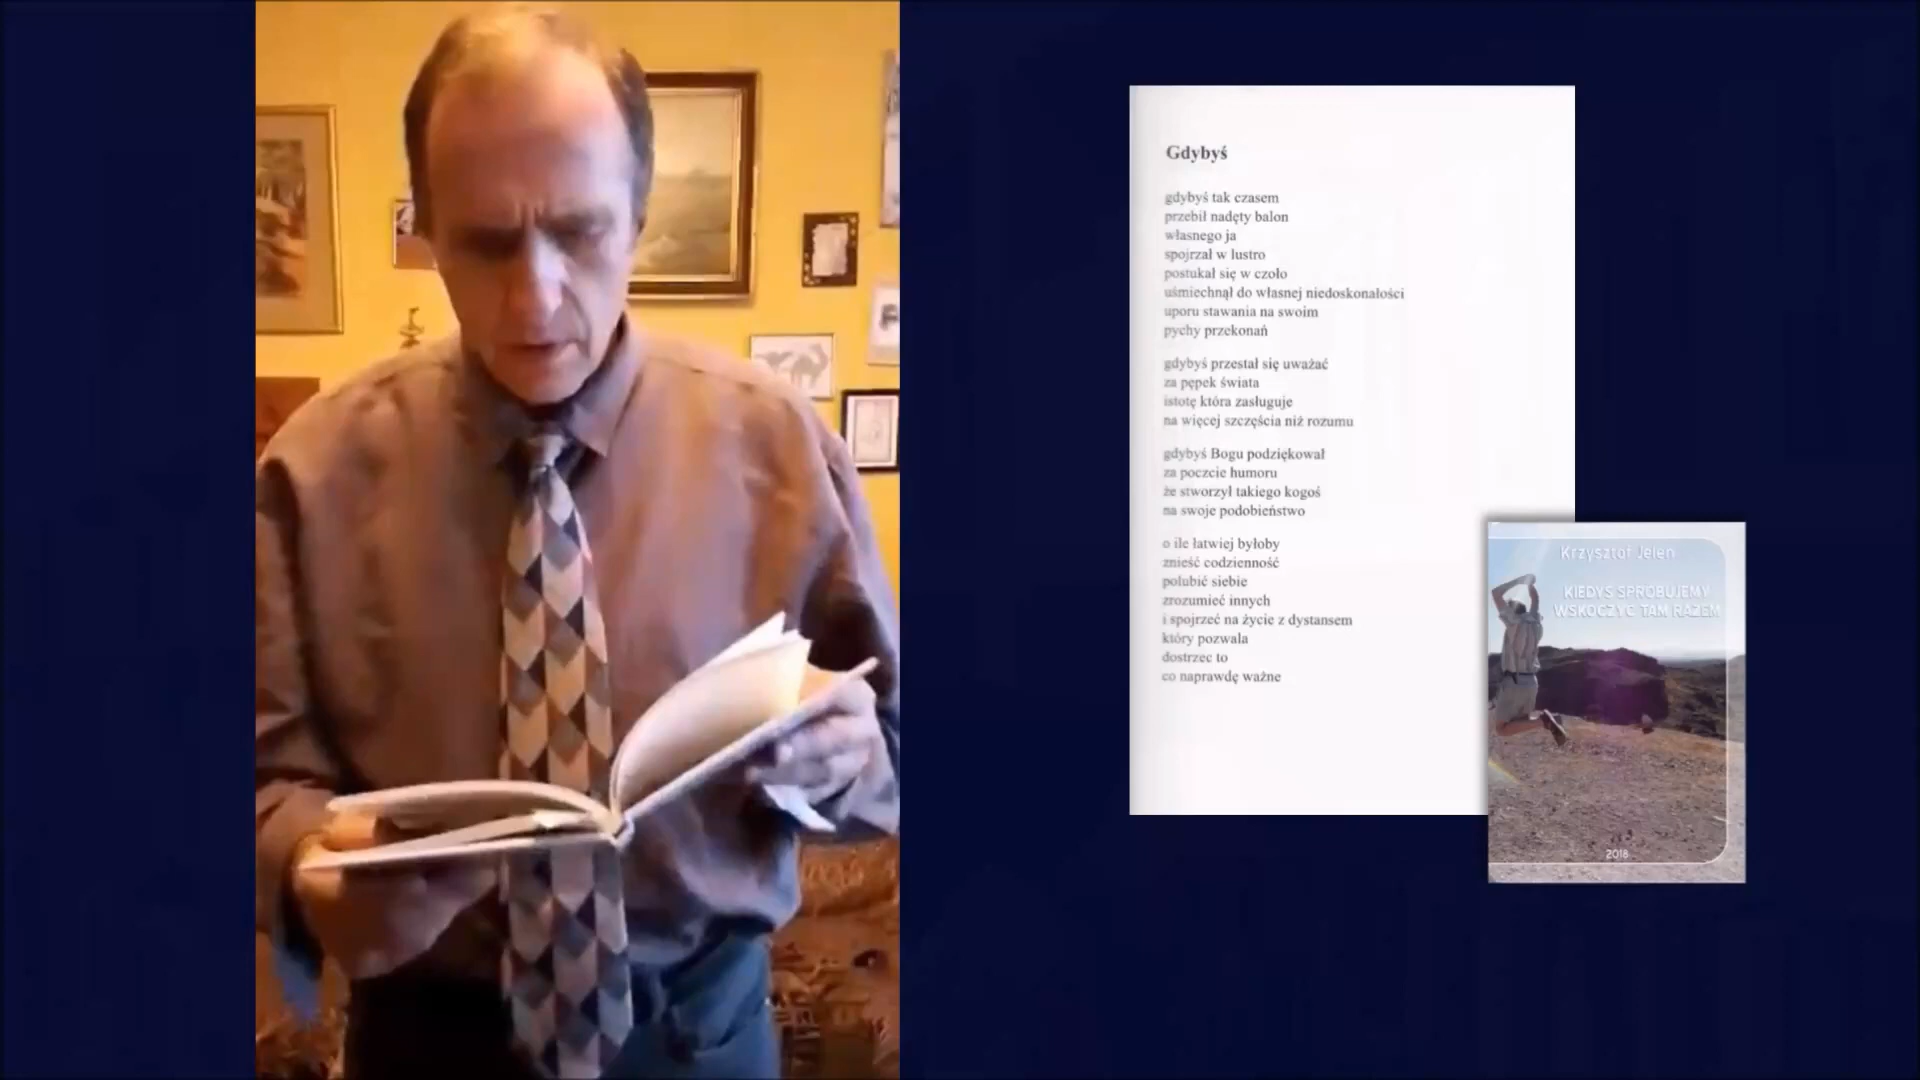 Gdybyś
gdybyś tak czasem
przebił nadęty balon
własnego ja
spojrzał w lustro
postukał się w czoło
uśmiechnął do własnej niedoskonałości
uporu stawania na swoim
pychy przekonań
gdybyś przestał się uważać
za pępek świata
istotę która zasługuje
na więcej szczęścia niż rozumu
gdybyś Bogu podziękował
za poczcie humoru
że stworzył takiego kogoś
na swoje podobieństwo
o ile łatwiej byłoby
znieść codzienność
polubić siebie
zrozumieć innych
i spojrzeć na życie z dystansem
który pozwala
dostrzec to
co naprawdę ważne
Krzysztof Jeleń
KIEDYŚ SPRÓBUJEMY
WSKOCZYĆ TAM RAZEM
2018